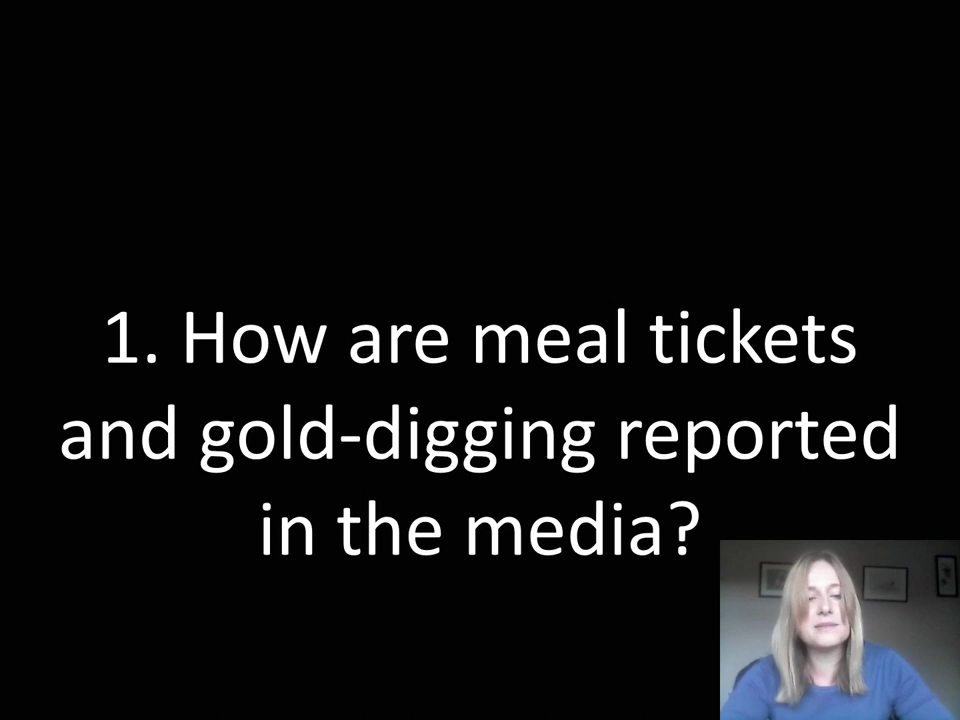 1. How are meal tickets
and gold-digging reported
in the media?